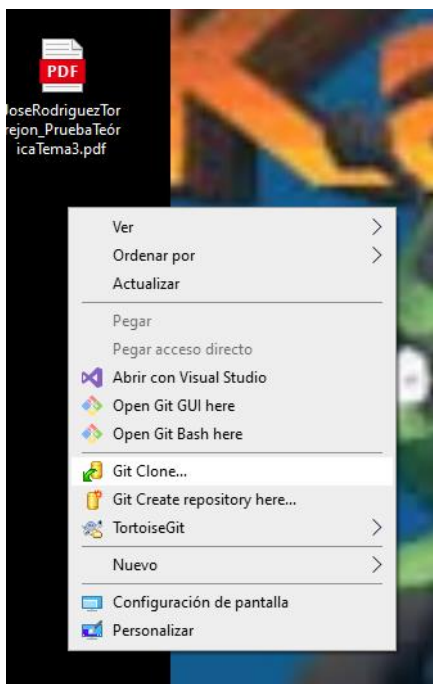 PDF
JoseRodriguezTor
rejon_PruebaTeór
icaTema3.pdf
Ka
Ver
Ordenar por
Actualizar
Pegar
Pegar acceso directo
Abrir con Visual Studio
Open Git GUI here
Open Git Bash here
Git Clone...
Git Create repository here...
TortoiseGit
Nuevo
Configuración de pantalla
Personalizar